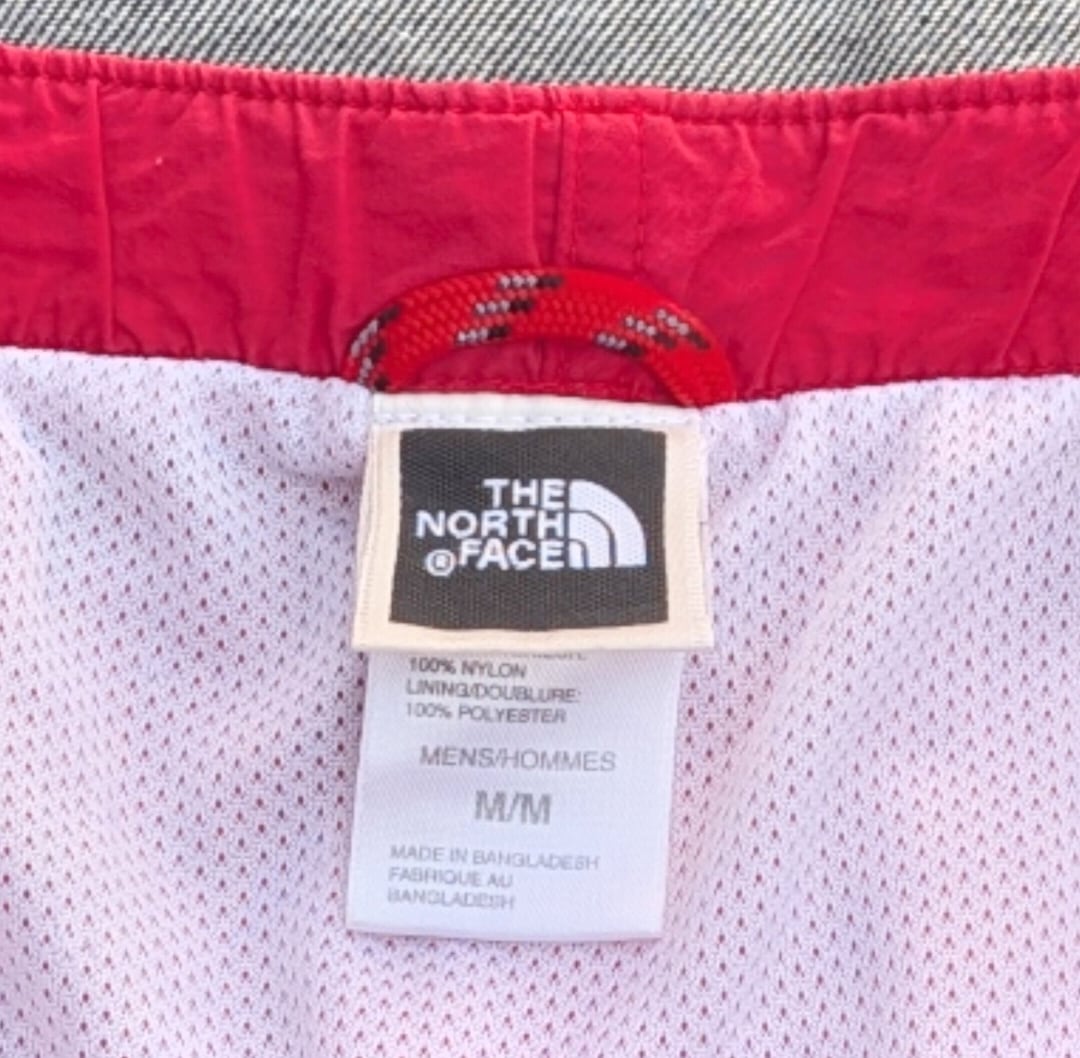 THE
NORTH
® FACE
100% NYLON
LINING/DOUBLURE:
100% POLYESTER
MENS/HOMMES
M/M
MADE IN BANGLADESH
FABRIQUE AU
BANGLADESH